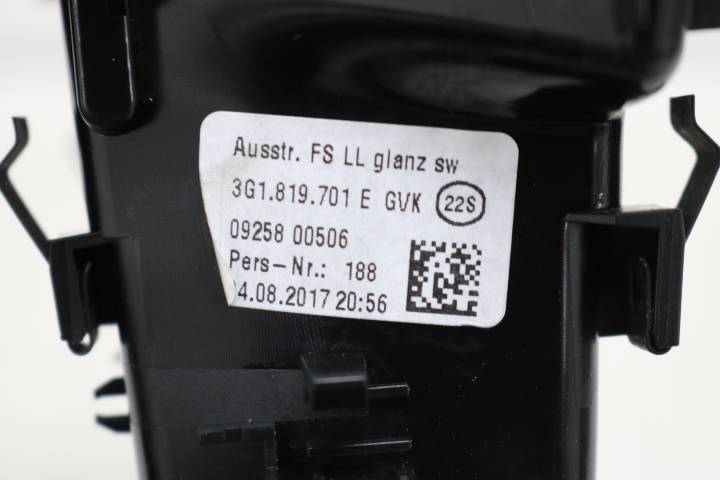 Ausstr. FS LL glanz sw
3G1.819.701 E GVK 22S
09258 00506
Pers-Nr.: 188
4.08.2017 20:56